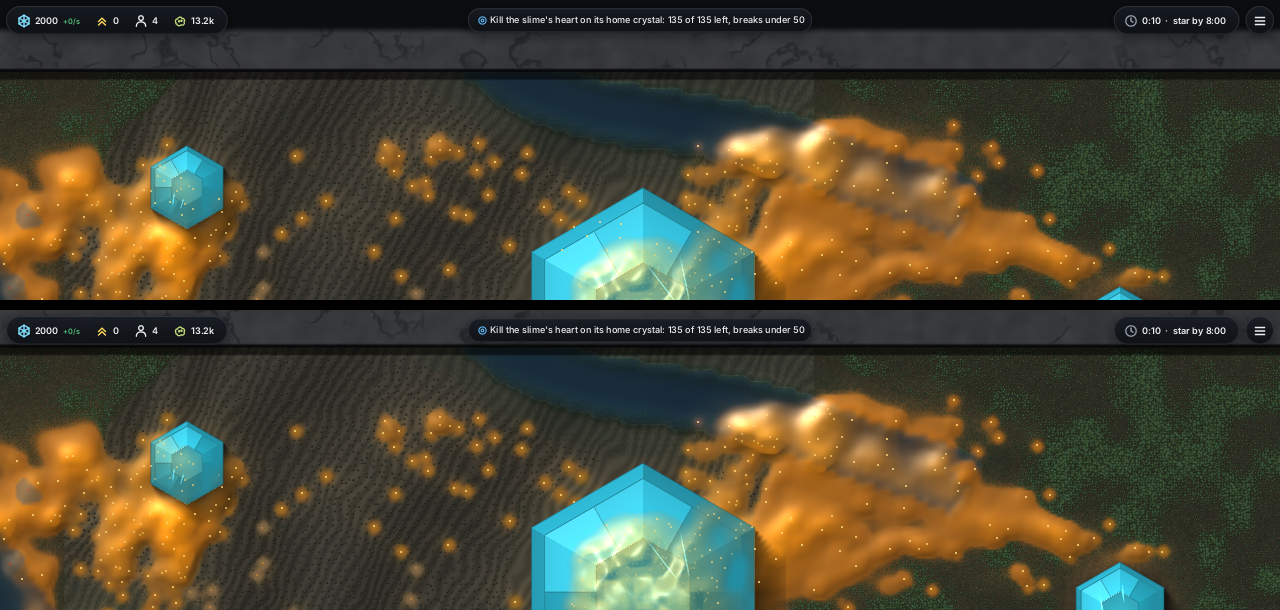 2000 +0/s 0 4 13.2k
Kill the slime's heart on its home crystal: 135 of 135 left, breaks under 50
0:10 · star by 8:00
2000 +0/s 0 4 13.2k
Kill the slime's heart on its home crystal: 135 of 135 left, breaks under 50
0:10 · star by 8:00